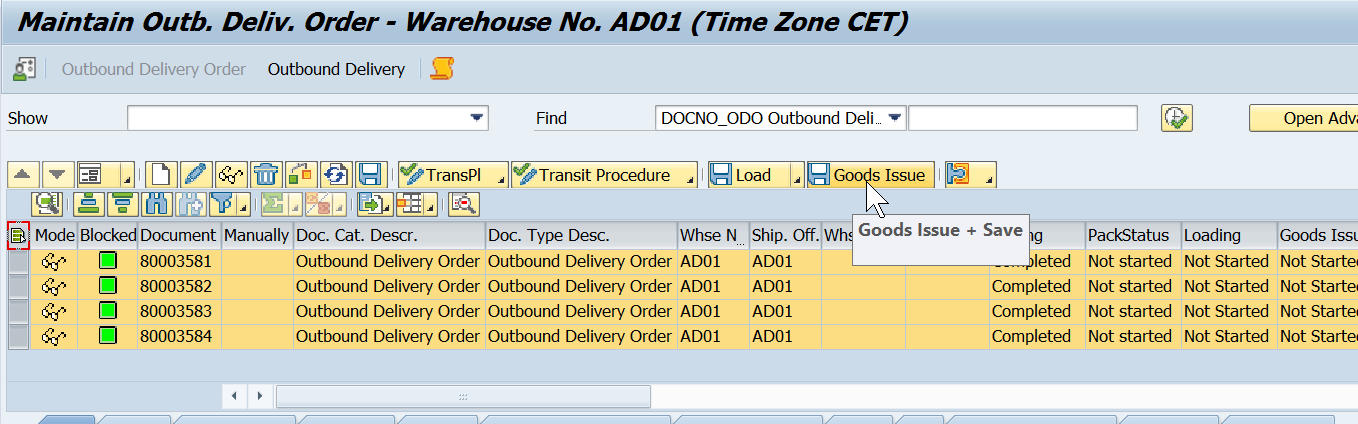 Maintain Outb. Deliv. Order - Warehouse No. AD01 (Time Zone CET)
Outbound Delivery Order Outbound Delivery
Show Find DOCNO_ODO Outbound Deli... Open Adva
TransPl Transit Procedure Load Goods Issue
Goods Issue + Save
Mode Blocked Document Manually Doc. Cat. Descr. Doc. Type Desc. Whse N... Ship. Off. Whs ng PackStatus Loading Goods Issu
80003581 Outbound Delivery Order Outbound Delivery Order AD01 AD01 Completed Not started Not Started Not Started
80003582 Outbound Delivery Order Outbound Delivery Order AD01 AD01 Completed Not started Not Started Not Started
80003583 Outbound Delivery Order Outbound Delivery Order AD01 AD01 Completed Not started Not Started Not Started
80003584 Outbound Delivery Order Outbound Delivery Order AD01 AD01 Completed Not started Not Started Not Started